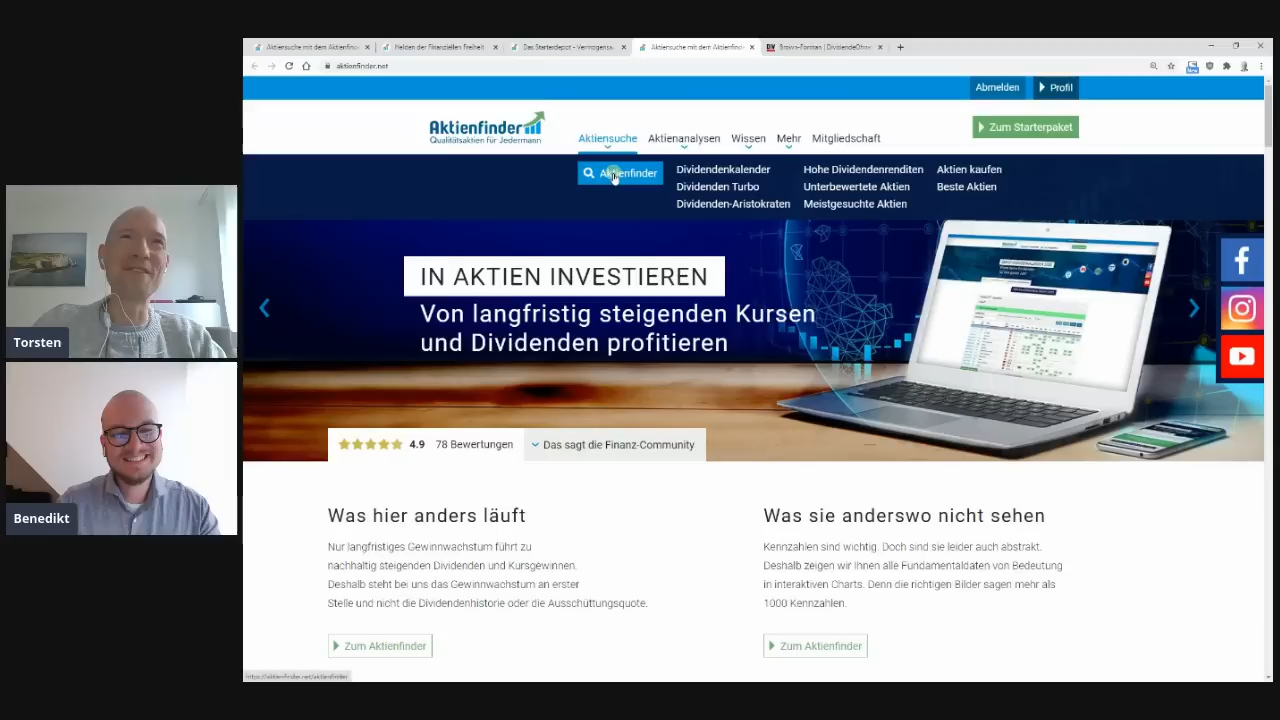 Aktiensuche mit dem Aktienfind
Helden der Finanziellen Freiheit
Das Starterdepot - Vermögensa
Aktiensuche mit dem Aktienfind
Brown-Forman | DividendeOhne
aktienfinder.net
Abmelden
Profil
Aktienfinder
Qualitätsaktien für Jedermann
Aktiensuche
Aktienanalysen
Wissen
Mehr
Mitgliedschaft
Zum Starterpaket
Aktienfinder
Dividendenkalender
Hohe Dividendenrenditen
Aktien kaufen
Dividenden Turbo
Unterbewertete Aktien
Beste Aktien
Dividenden-Aristokraten
Meistgesuchte Aktien
IN AKTIEN INVESTIEREN
Von langfristig steigenden Kursen
und Dividenden profitieren
Torsten
4.9 78 Bewertungen
Das sagt die Finanz-Community
Benedikt
Was hier anders läuft
Nur langfristiges Gewinnwachstum führt zu
nachhaltig steigenden Dividenden und Kursgewinnen.
Deshalb steht bei uns das Gewinnwachstum an erster
Stelle und nicht die Dividendenhistorie oder die Ausschüttungsquote.
Zum Aktienfinder
Was sie anderswo nicht sehen
Kennzahlen sind wichtig. Doch sind sie leider auch abstrakt.
Deshalb zeigen wir Ihnen alle Fundamentaldaten von Bedeutung
in interaktiven Charts. Denn die richtigen Bilder sagen mehr als
1000 Kennzahlen.
Zum Aktienfinder
https://aktienfinder.net/aktienfinder